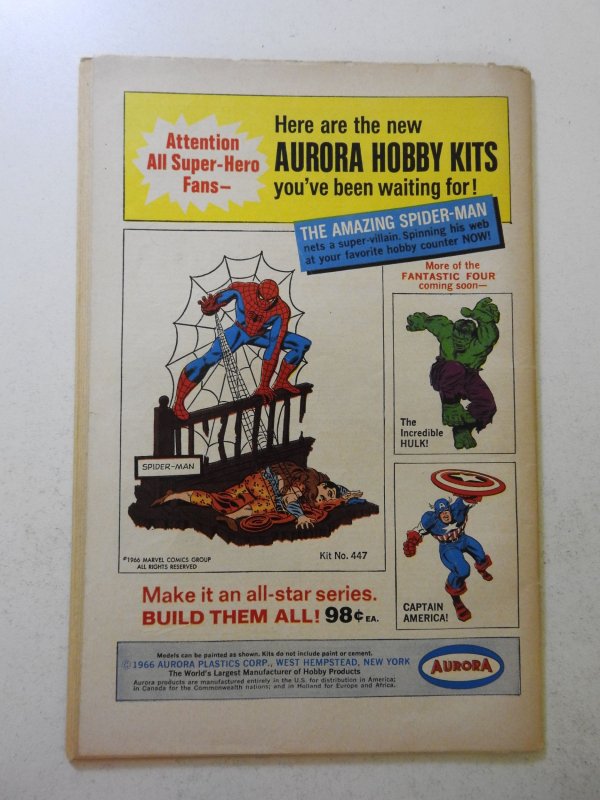 Attention
All Super-Hero
Fans—
Here are the new
AURORA HOBBY KITS
you've been waiting for!
THE AMAZING SPIDER-MAN
nets a super-villain. Spinning his web
at your favorite hobby counter NOW!
More of the
FANTASTIC FOUR
coming soon—
SPIDER-MAN
©1966 MARVEL COMICS GROUP
ALL RIGHTS RESERVED
Kit No. 447
The
Incredible
HULK!
CAPTAIN
AMERICA!
Make it an all-star series.
BUILD THEM ALL! 98¢ EA.
Models can be painted as shown. Kits do not include paint or cement.
© 1966 AURORA PLASTICS CORP., WEST HEMPSTEAD, NEW YORK
The World's Largest Manufacturer of Hobby Products
Aurora products are manufactured entirely in the U.S. for distribution in America;
in Canada for the Commonwealth nations; and in Holland for Europe and Africa.
AURORA